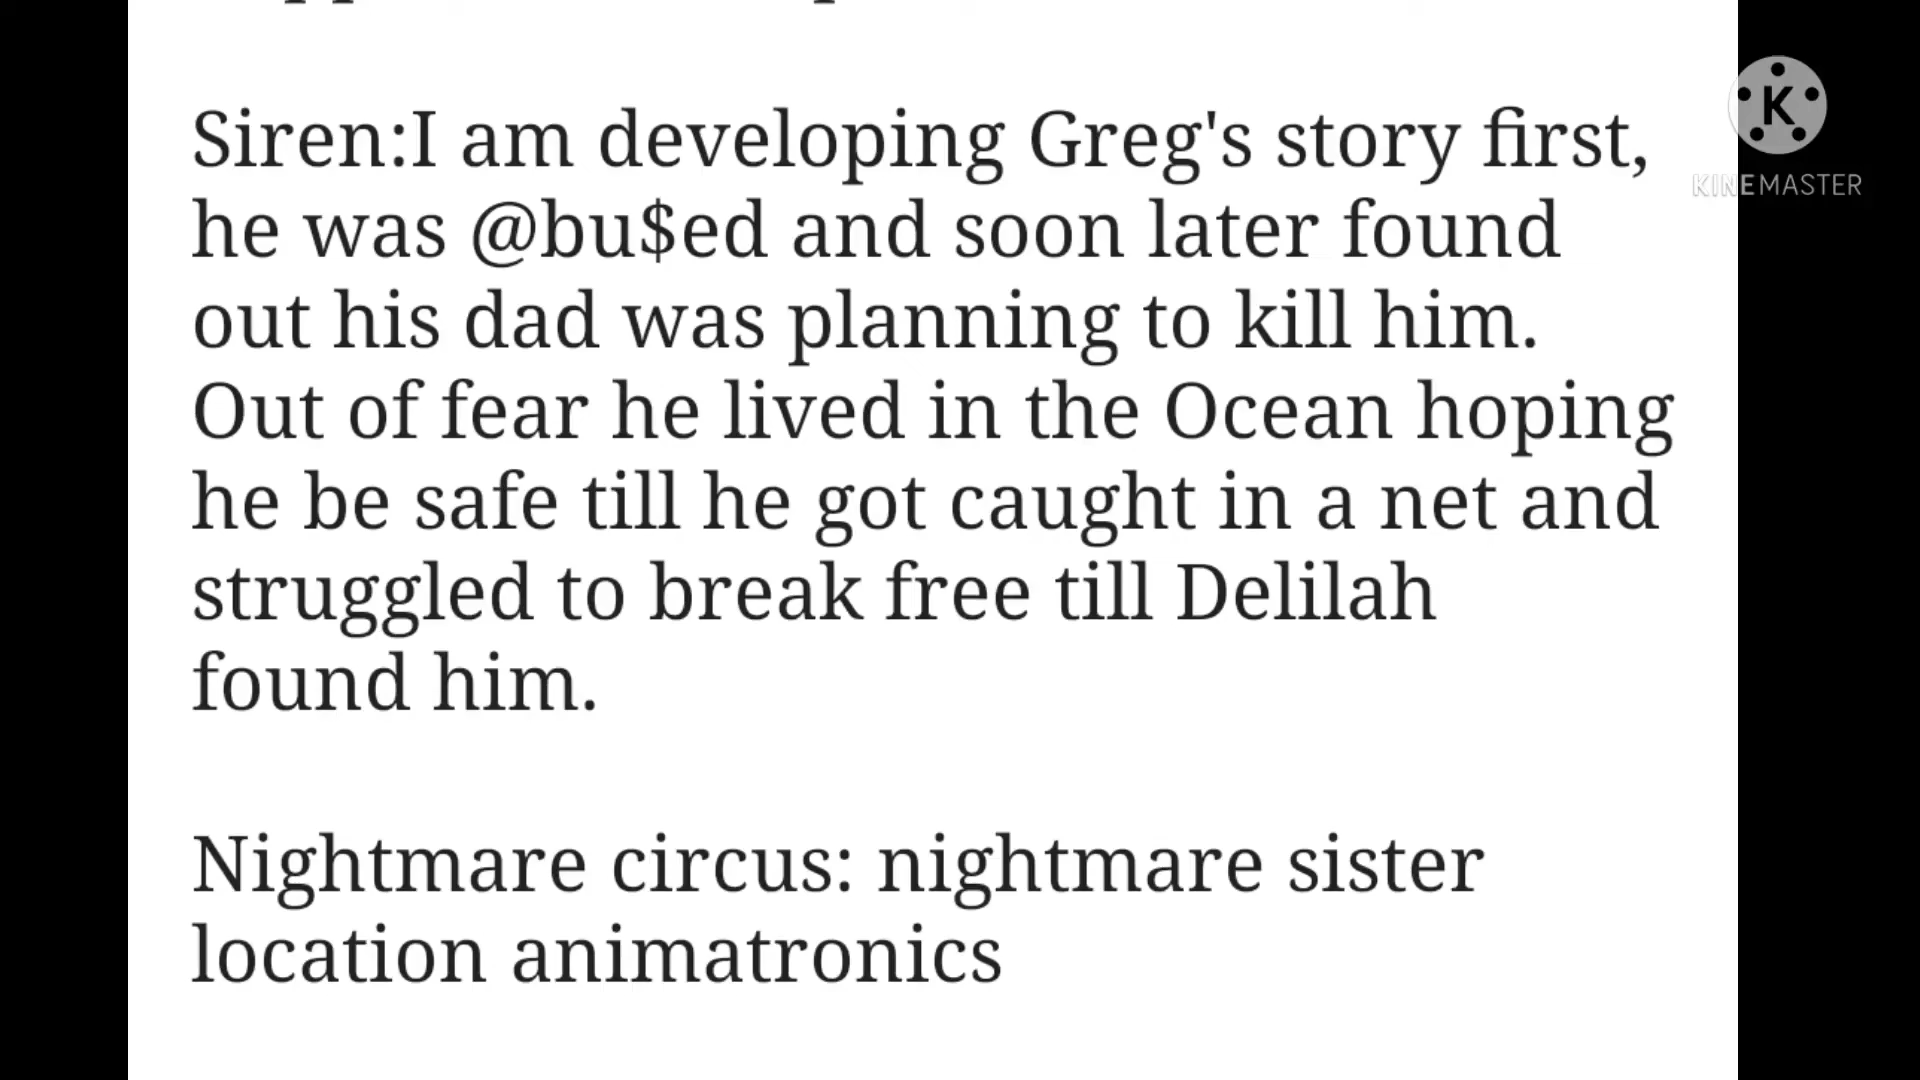 Siren:I am developing Greg's story first,
he was @bu$ed and soon later found
out his dad was planning to kill him.
Out of fear he lived in the Ocean hoping
he be safe till he got caught in a net and
struggled to break free till Delilah
found him.
Nightmare circus: nightmare sister
location animatronics
K
KINEMASTER